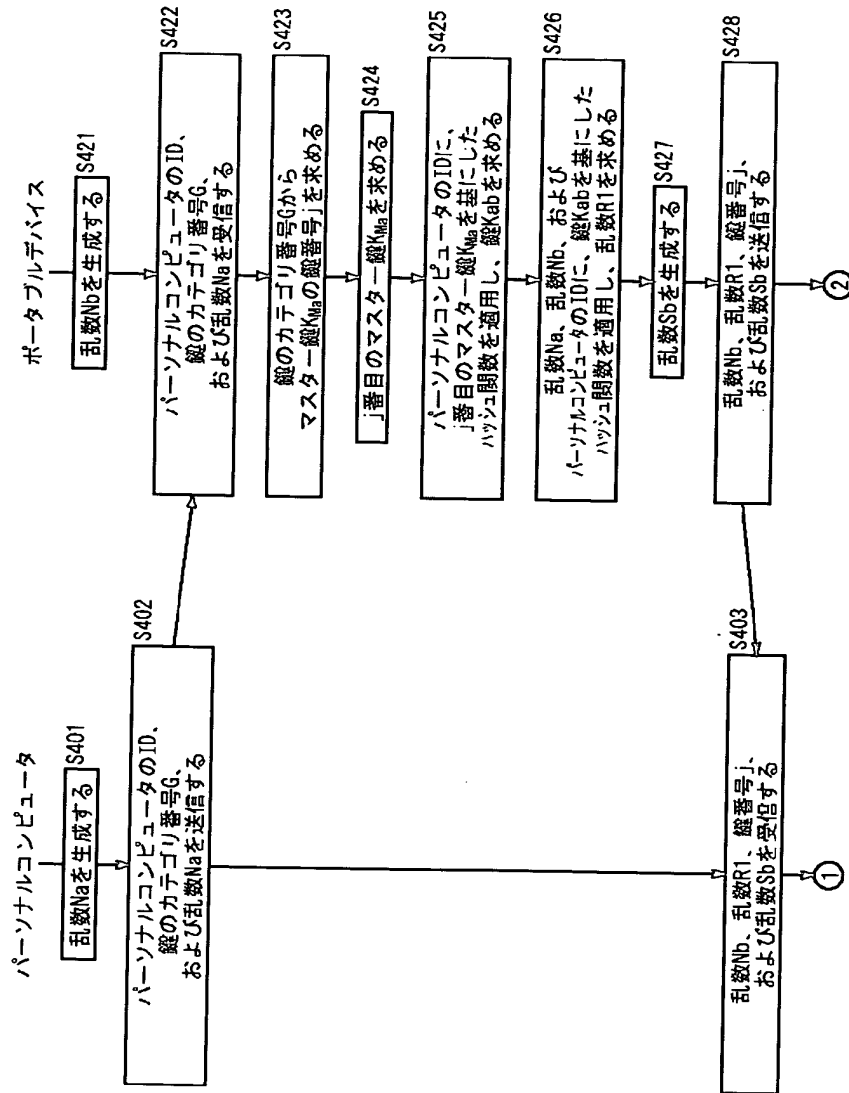 パーソナルコンピュータ
乱数Naを生成する
S401
パーソナルコンピュータのID、
鍵のカテゴリ番号G、
および乱数Naを送信する
S402
乱数Nb、乱数R1、鍵番号j、
および乱数Sbを受信する
S403
①
ポータブルデバイス
乱数Nbを生成する
S421
パーソナルコンピュータのID、
鍵のカテゴリ番号G、
および乱数Naを受信する
S422
鍵のカテゴリ番号Gから
マスター鍵KMaの鍵番号jを求める
S423
j番目のマスター鍵KMaを求める
S424
パーソナルコンピュータのIDに、
j番目のマスター鍵KMaを基にした
ハッシュ関数を適用し、鍵Kabを求める
S425
乱数Na、乱数Nb、および
パーソナルコンピュータのIDに、鍵Kabを基にした
ハッシュ関数を適用し、乱数R1を求める
S426
乱数Sbを生成する
S427
乱数Nb、乱数R1、鍵番号j、
および乱数Sbを送信する
S428
②